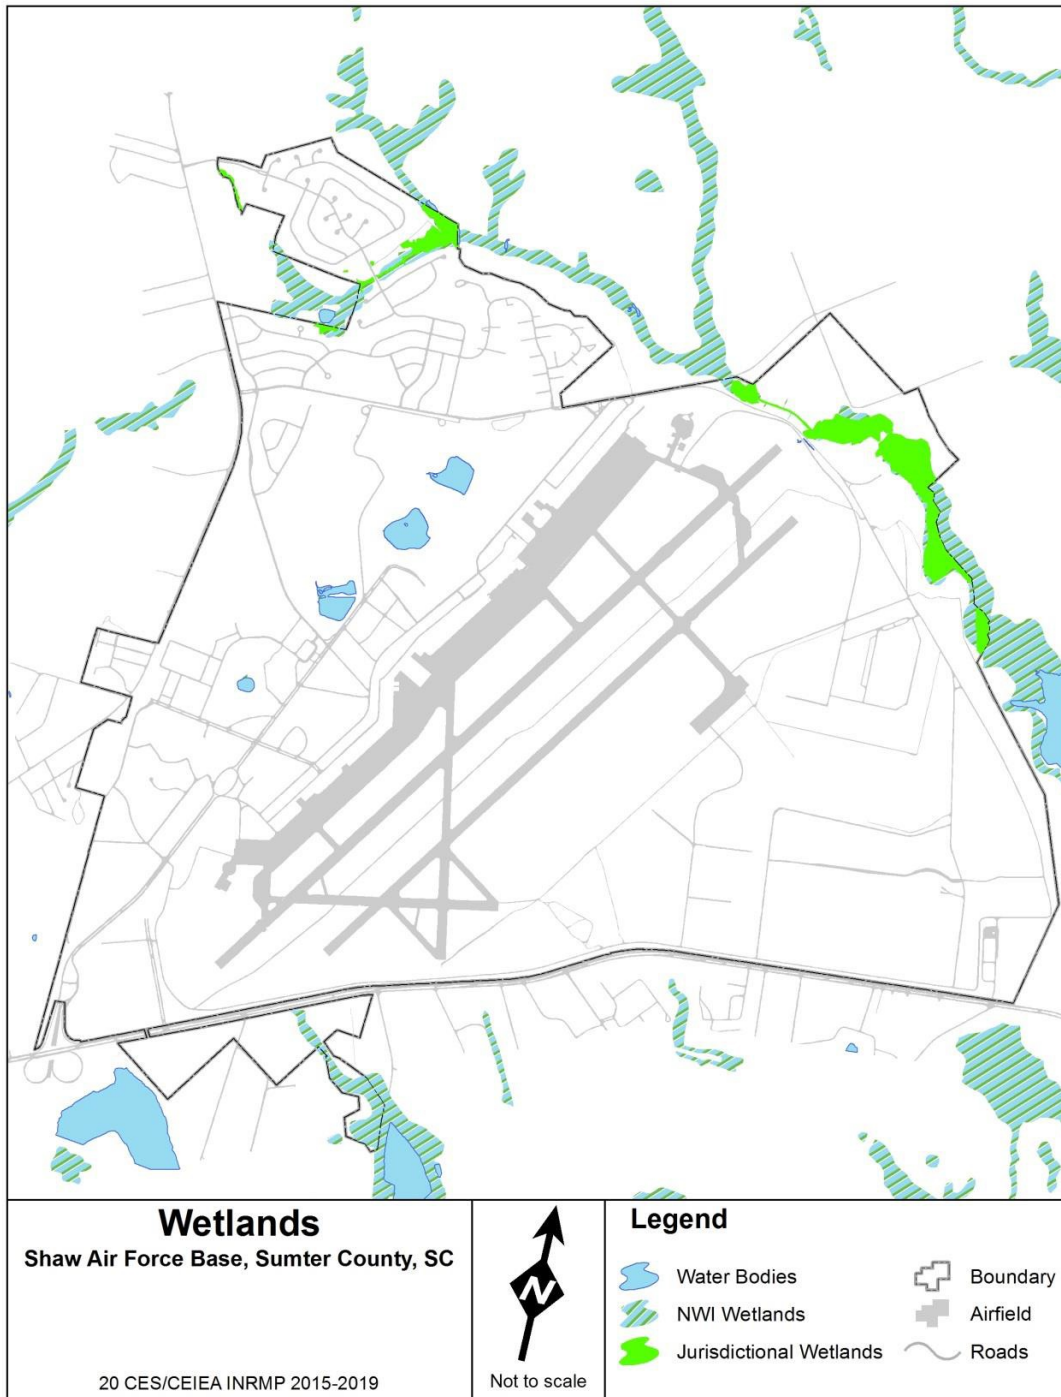 Wetlands
Shaw Air Force Base, Sumter County, SC
20 CES/CEIEA INRMP 2015-2019
N
Not to scale
Legend
Water Bodies
NWI Wetlands
Jurisdictional Wetlands
Boundary
Airfield
Roads